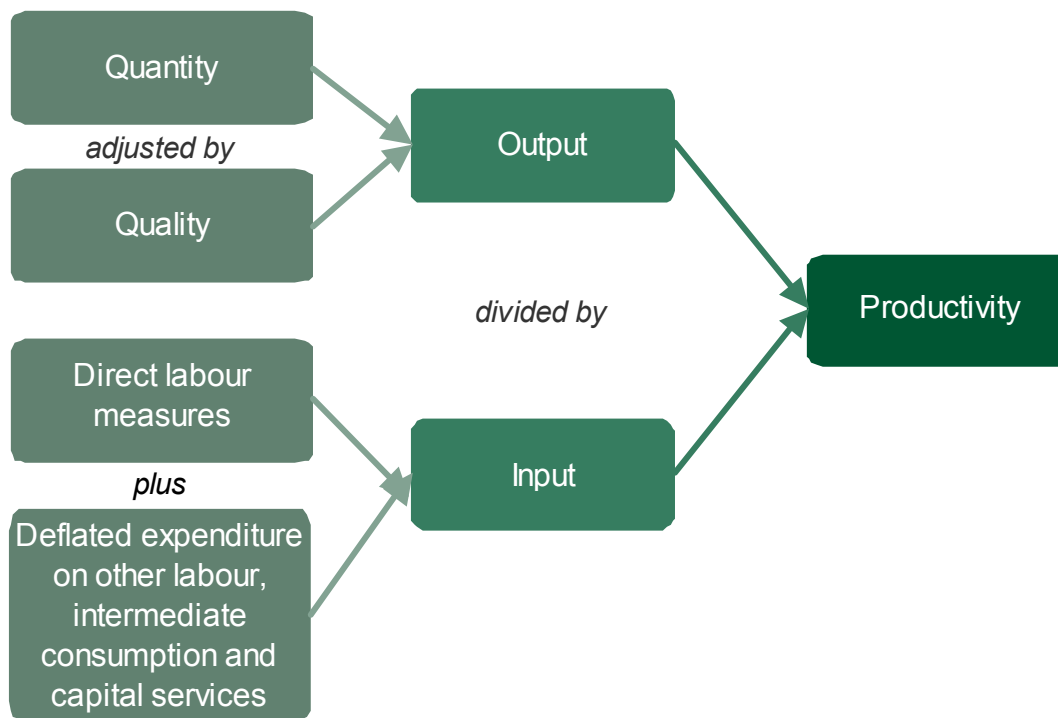 Quantity
adjusted by
Quality
Output
divided by
Productivity
Direct labour
measures
plus
Deflated expenditure
on other labour,
intermediate
consumption and
capital services
Input